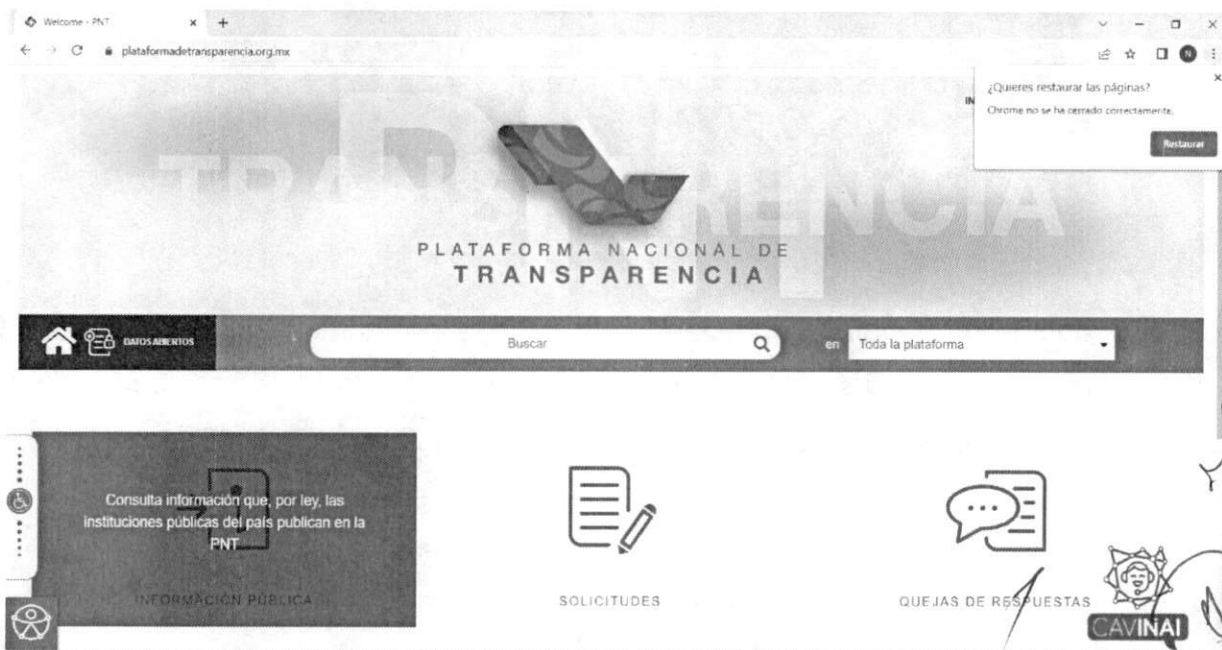 Welcome - PNT
plataformadetransparencia.org.mx
N
¿Quieres restaurar las páginas?
Chrome no se ha cerrado correctamente.
Restaurar
IN
TRANSPARENCIA
PLATAFORMA NACIONAL DE
TRANSPARENCIA
DATOS ABIERTOS
Buscar
en
Toda la plataforma
Consulta información que, por ley, las
instituciones públicas del país publican en la
PNT
INFORMACIÓN PÚBLICA
SOLICITUDES
QUEJAS DE RESPUESTAS
CAVINAI